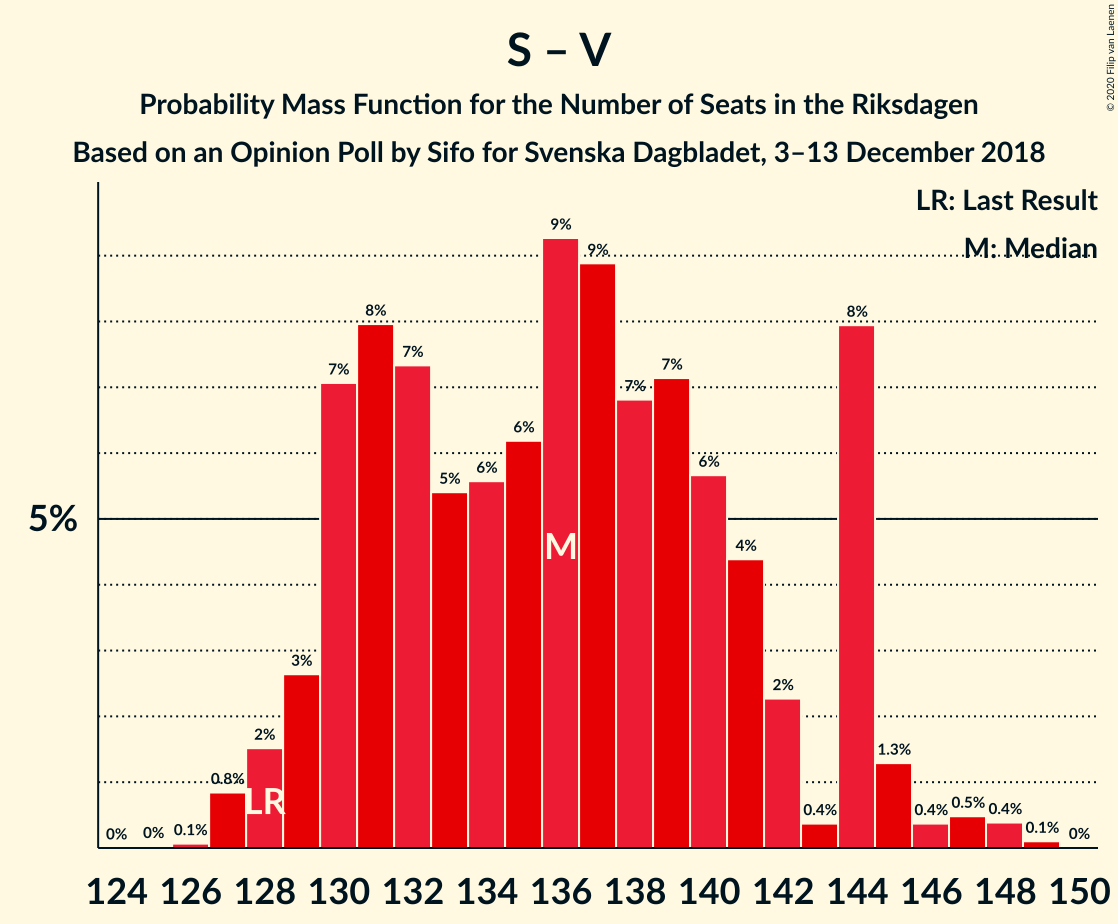 © 2020 Filip van Laenen
S – V
Probability Mass Function for the Number of Seats in the Riksdagen
Based on an Opinion Poll by Sifo for Svenska Dagbladet, 3–13 December 2018
LR: Last Result
M: Median
9%
9%
8%
8%
7%
7%
7%
7%
6%
6%
6%
5%
5%
M
4%
3%
2%
2%
1.3%
0.8%
LR
0% 0% 0.1% 0.4% 0.4% 0.5% 0.4% 0.1% 0%
124 126 128 130 132 134 136 138 140 142 144 146 148 150